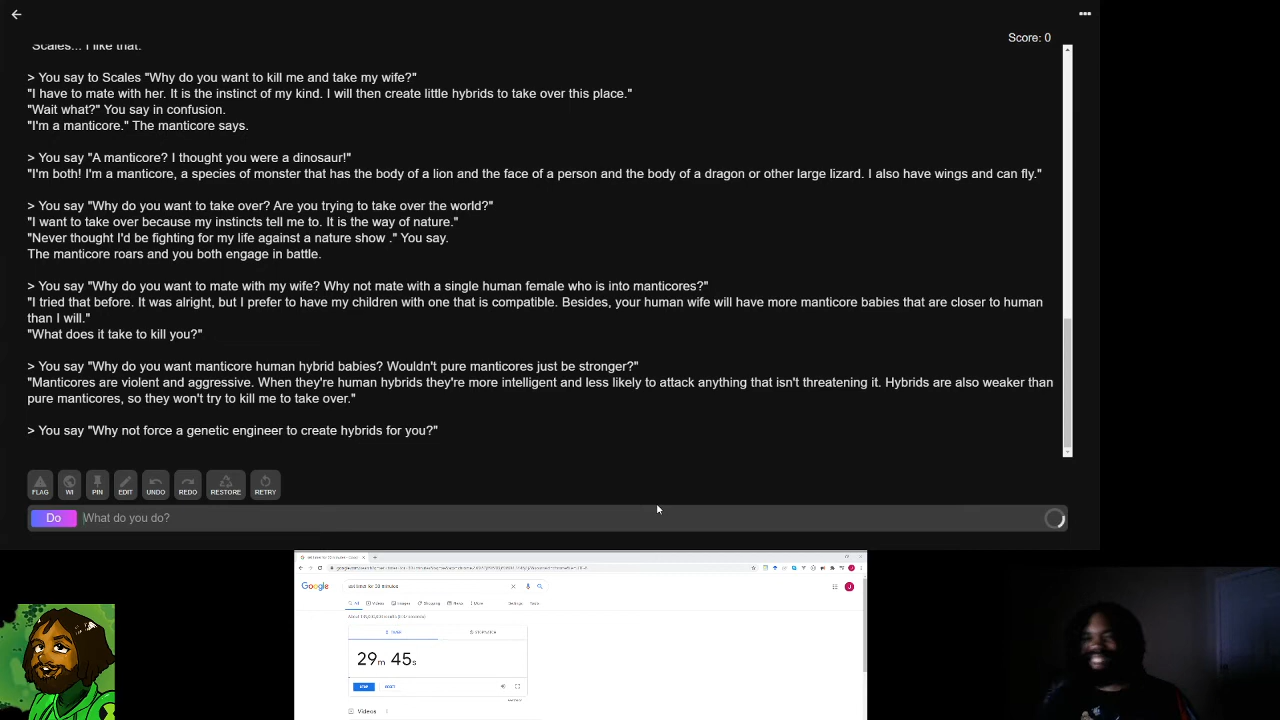 Score: 0
Scales... I like that.
> You say to Scales "Why do you want to kill me and take my wife?"
"I have to mate with her. It is the instinct of my kind. I will then create little hybrids to take over this place."
"Wait what?" You say in confusion.
"I'm a manticore." The manticore says.
> You say "A manticore? I thought you were a dinosaur!"
"I'm both! I'm a manticore, a species of monster that has the body of a lion and the face of a person and the body of a dragon or other large lizard. I also have wings and can fly."
> You say "Why do you want to take over? Are you trying to take over the world?"
"I want to take over because my instincts tell me to. It is the way of nature."
"Never thought I'd be fighting for my life against a nature show ." You say.
The manticore roars and you both engage in battle.
> You say "Why do you want to mate with my wife? Why not mate with a single human female who is into manticores?"
"I tried that before. It was alright, but I prefer to have my children with one that is compatible. Besides, your human wife will have more manticore babies that are closer to human
than I will."
"What does it take to kill you?"
> You say "Why do you want manticore human hybrid babies? Wouldn't pure manticores just be stronger?"
"Manticores are violent and aggressive. When they're human hybrids they're more intelligent and less likely to attack anything that isn't threatening it. Hybrids are also weaker than
pure manticores, so they won't try to kill me to take over."
> You say "Why not force a genetic engineer to create hybrids for you?"
FLAG WI PIN EDIT UNDO REDO RESTORE RETRY
Do What do you do?
Google
All Videos Images Shopping News More Settings Tools
29m 45s
Videos